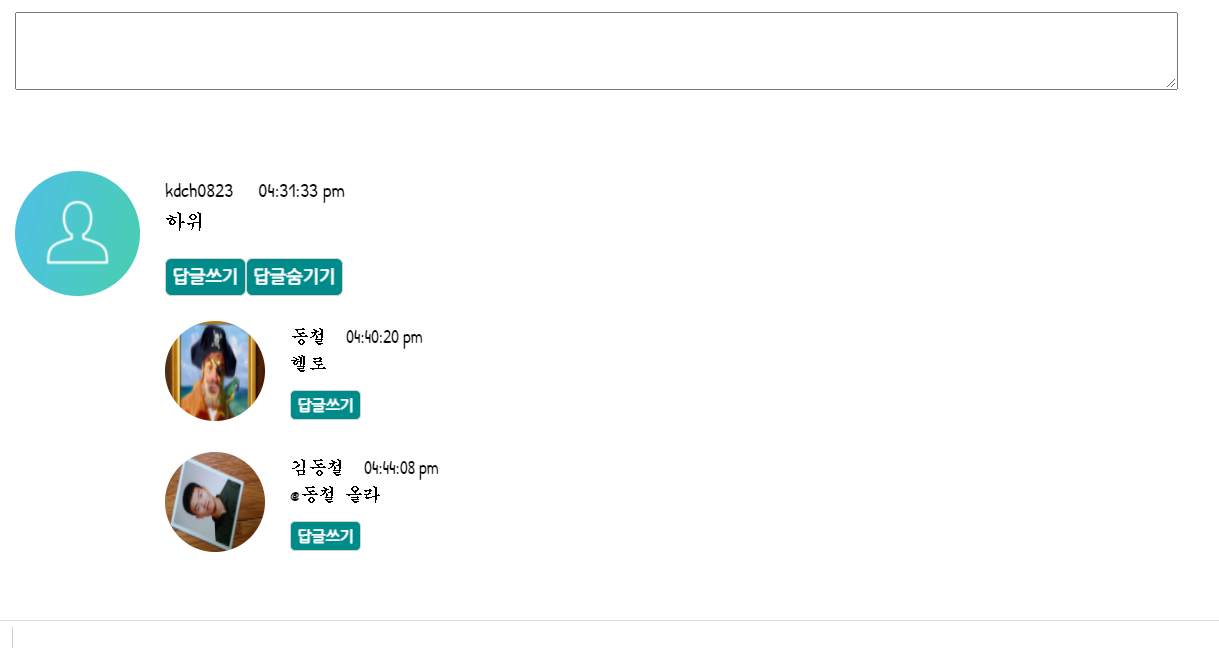 kdch0823 04:31:33 pm
하위
답글쓰기 답글숨기기
동철 04:40:20 pm
헬로
답글쓰기
김동철 04:44:08 pm
@동철 올라
답글쓰기